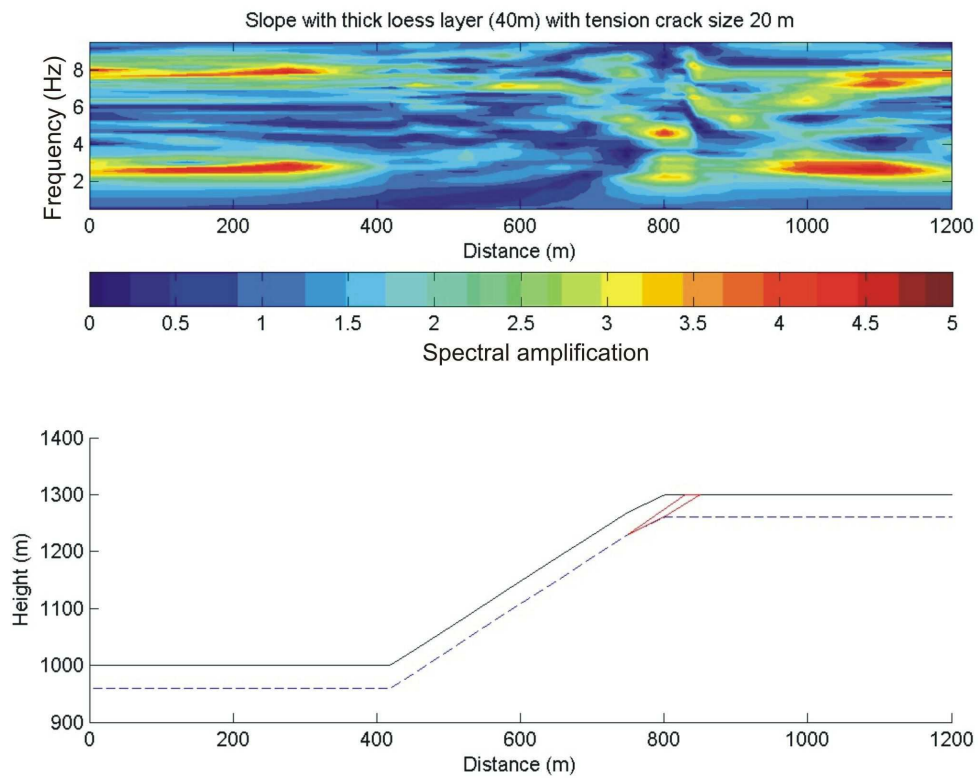 Slope with thick loess layer (40m) with tension crack size 20 m
Frequency (Hz)
8
6
4
2
0 200 400 600 800 1000 1200
Distance (m)
0 0.5 1 1.5 2 2.5 3 3.5 4 4.5 5
Spectral amplification
Height (m)
1400
1300
1200
1100
1000
900
0 200 400 600 800 1000 1200
Distance (m)